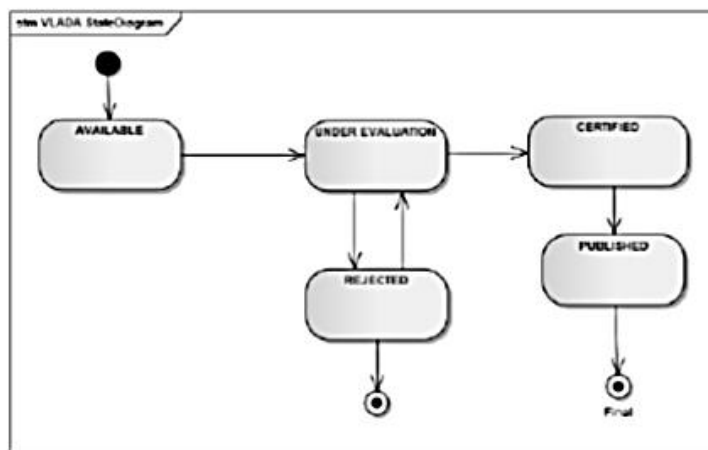 stm VLADA StateDiagram
AVAILABLE
UNDER EVALUATION
CERTIFIED
REJECTED
PUBLISHED
Final